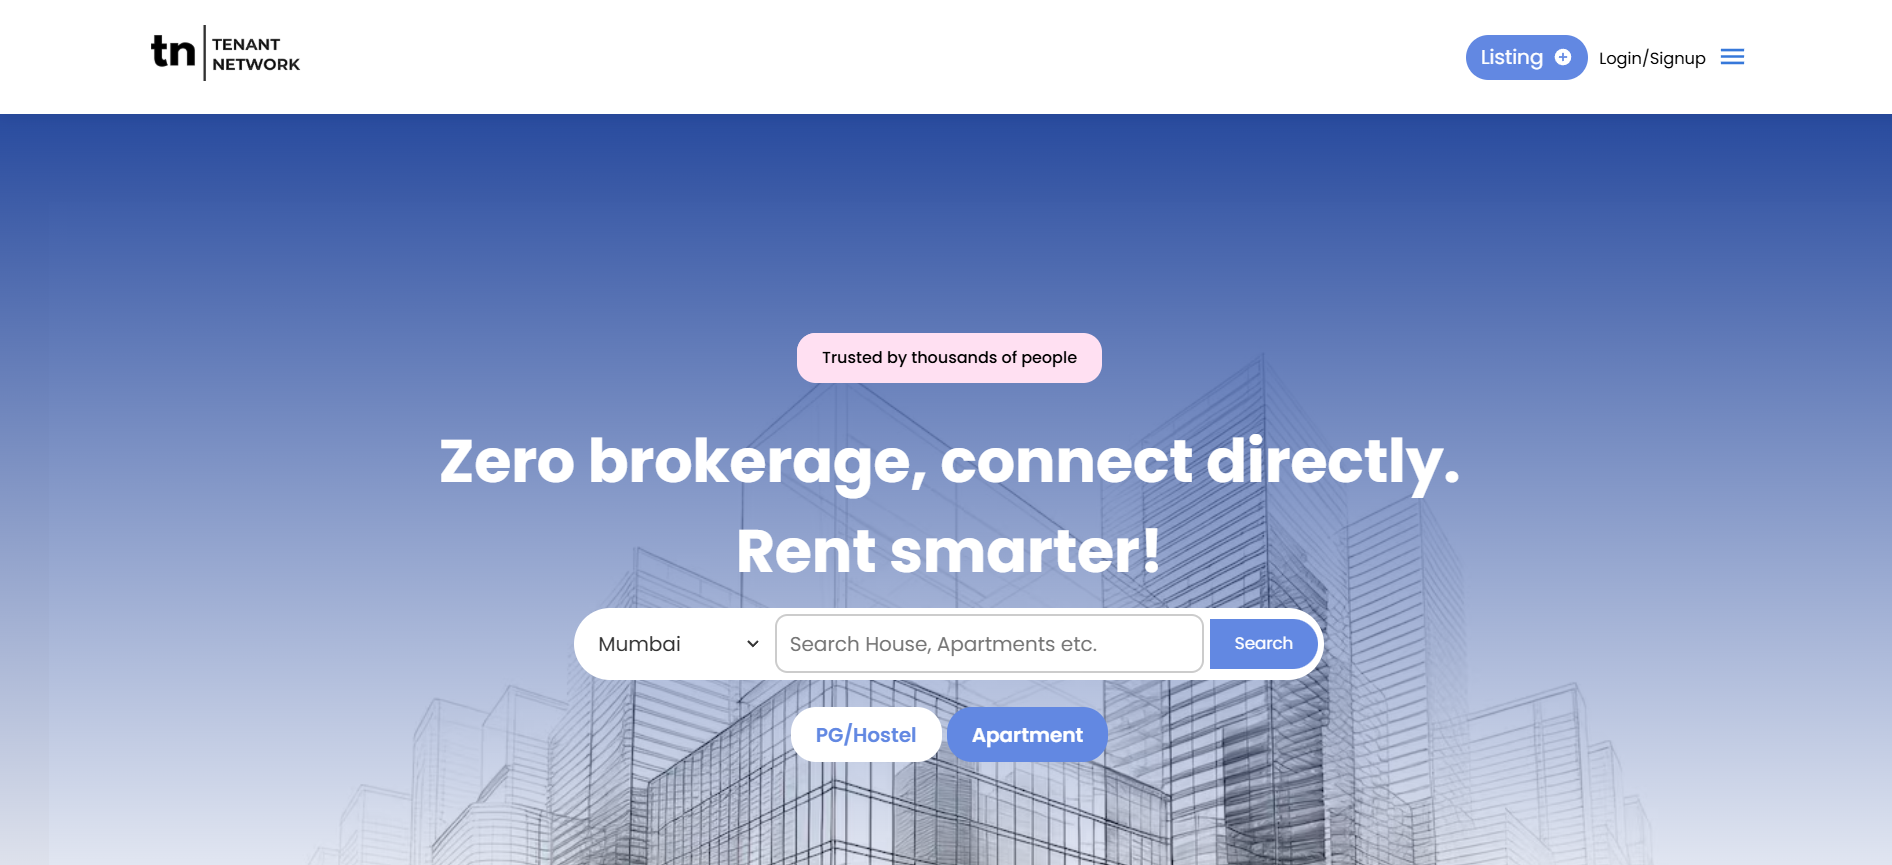 tn
TENANT
NETWORK
Listing
Login/Signup
Trusted by thousands of people
Zero brokerage, connect directly.
Rent smarter!
Mumbai
Search House, Apartments etc.
Search
PG/Hostel
Apartment